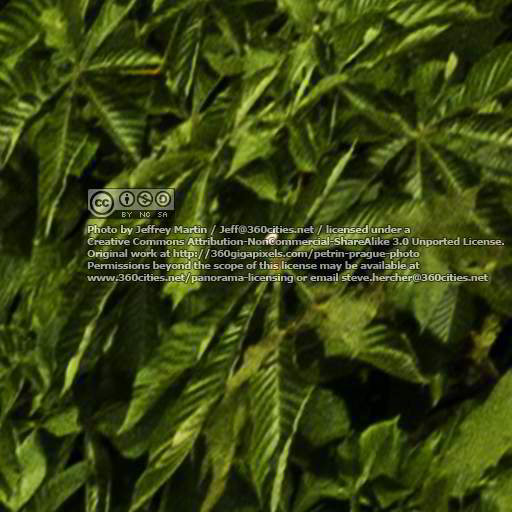 cc
BY NC SA
Photo by Jeffrey Martin / Jeff@360cities.net / licensed under a
Creative Commons Attribution-NonCommercial-ShareAlike 3.0 Unported License.
Original work at http://360gigapixels.com/petrin-prague-photo
Permissions beyond the scope of this license may be available at
www.360cities.net/panorama-licensing or email steve.hercher@360cities.net